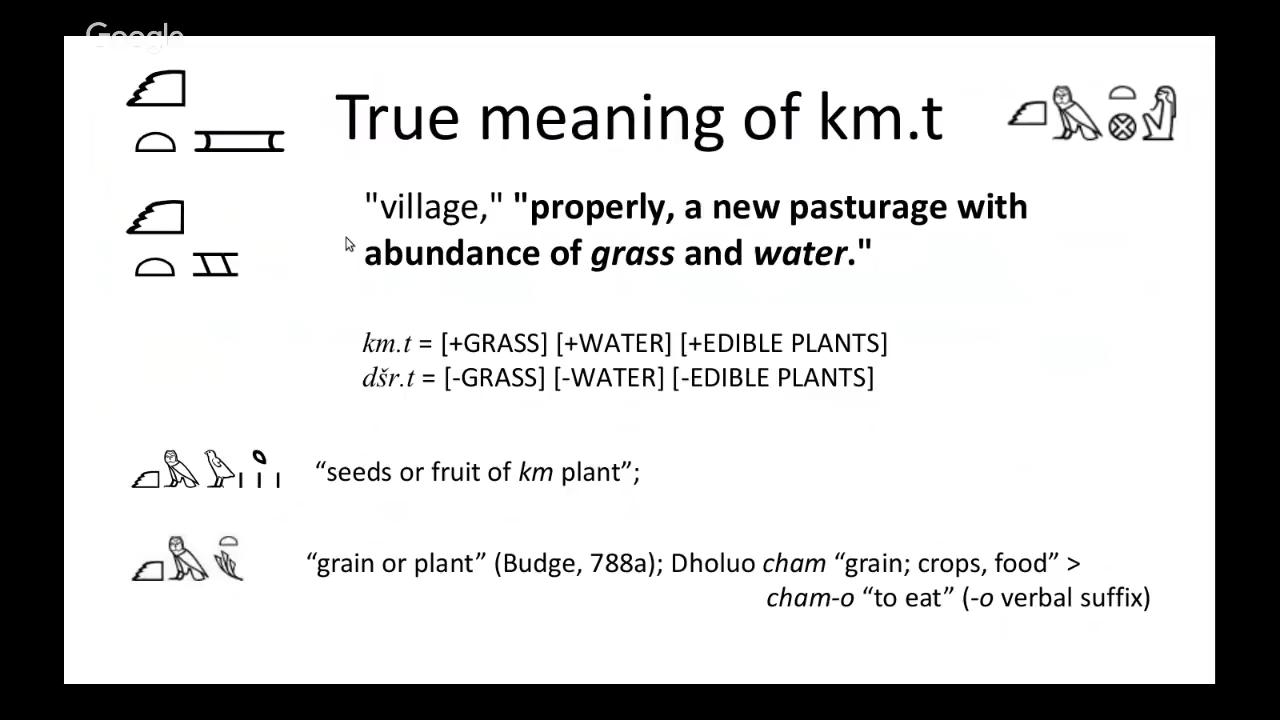 Google
True meaning of km.t
"village," "properly, a new pasturage with
abundance of grass and water."
km.t = [+GRASS] [+WATER] [+EDIBLE PLANTS]
dšr.t = [-GRASS] [-WATER] [-EDIBLE PLANTS]
“seeds or fruit of km plant”;
“grain or plant” (Budge, 788a); Dholuo cham “grain; crops, food” >
cham-o “to eat” (-o verbal suffix)